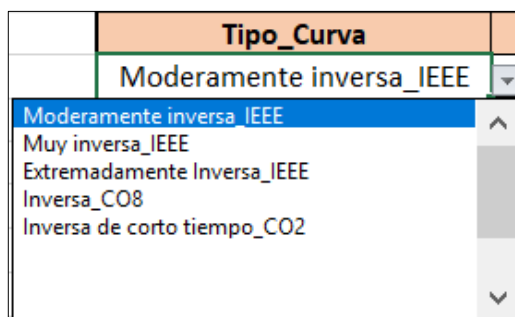 Tipo_Curva
Moderamente inversa_IEEE
Moderamente inversa_IEEE
Muy inversa_IEEE
Extremadamente Inversa_IEEE
Inversa_CO8
Inversa de corto tiempo_CO2